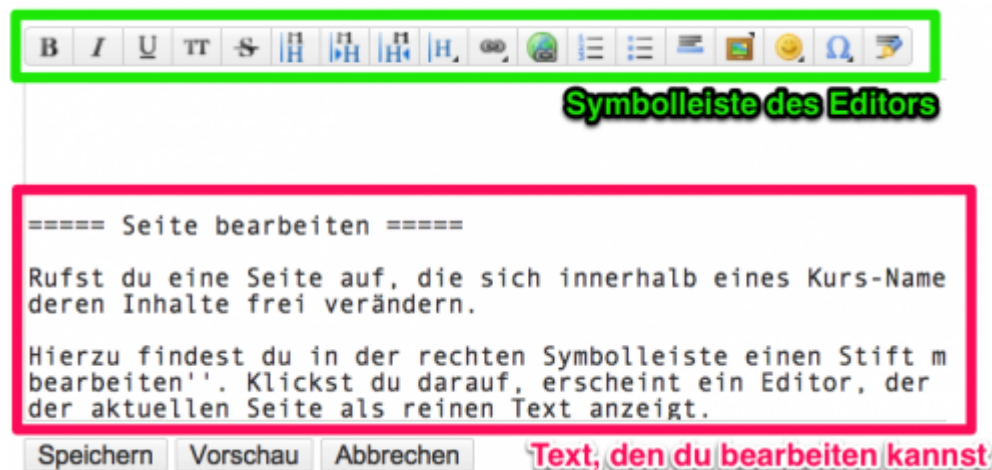 B I U TT S H H H H Ω
Symbolleiste des Editors
===== Seite bearbeiten =====
Rufst du eine Seite auf, die sich innerhalb eines Kurs-Name
deren Inhalte frei verändern.
Hierzu findest du in der rechten Symbolleiste einen Stift m
bearbeiten''. Klickst du darauf, erscheint ein Editor, der
der aktuellen Seite als reinen Text anzeigt.
Speichern Vorschau Abbrechen
Text, den du bearbeiten kannst